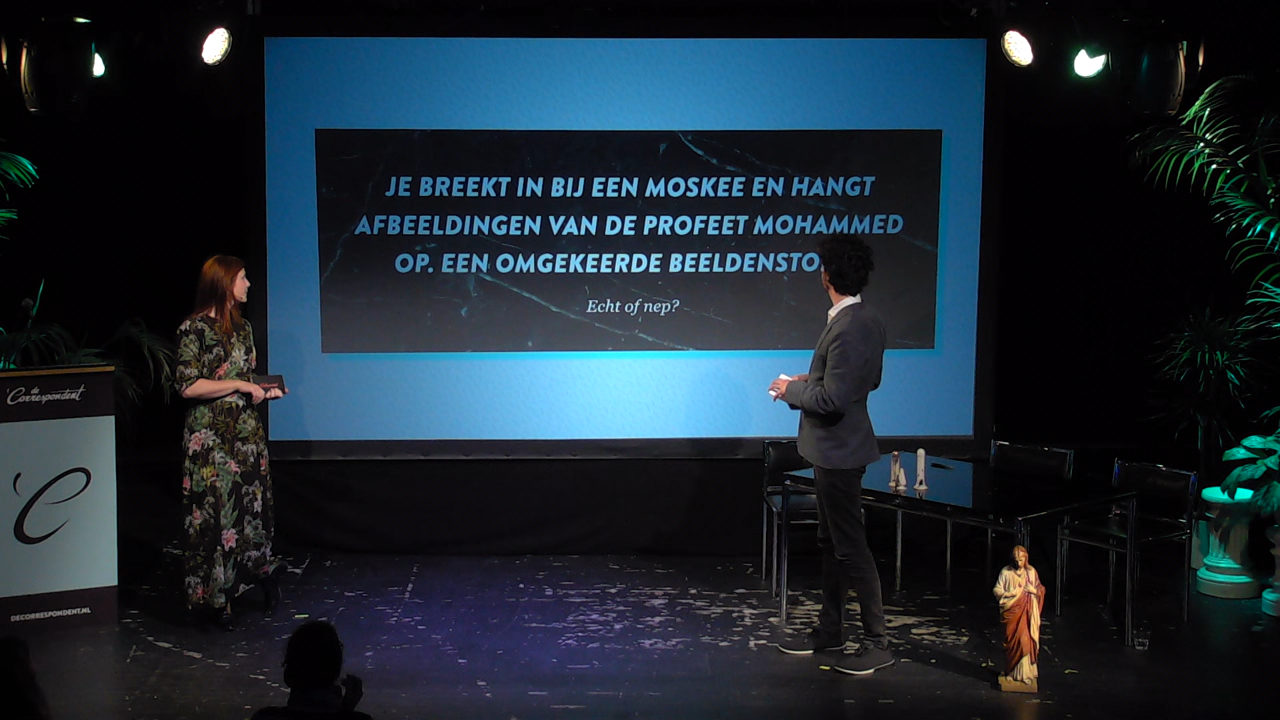 JE BREEKT IN BIJ EEN MOSKEE EN HANGT
AFBEELDINGEN VAN DE PROFEET MOHAMMED
OP. EEN OMGEKEERDE
Echt of nep?
de
Correspondent
DECORRESPONDENT.NL